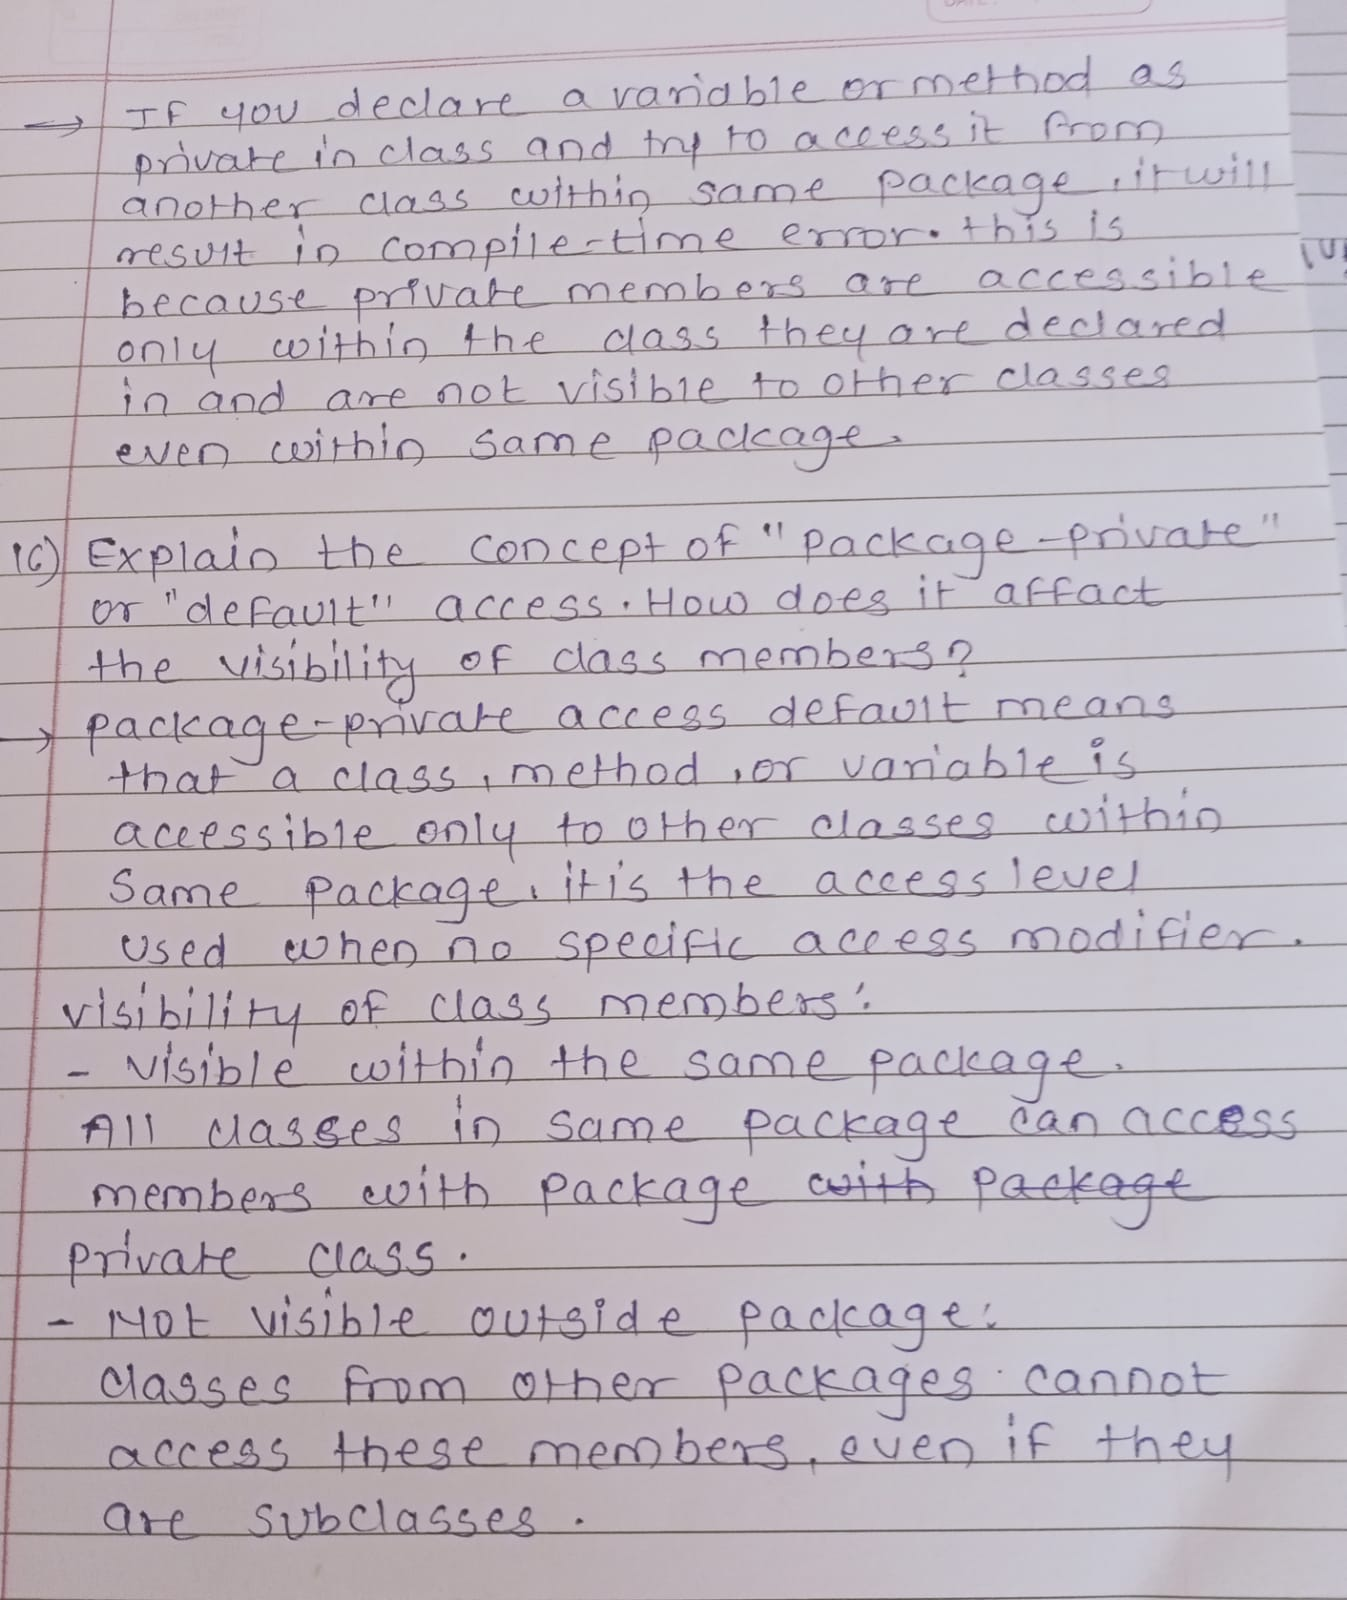 → If you declare a variable or method as
private in class and try to access it from
another class within same package, it will
result in compile-time error. this is
because private members are accessible
only within the class they are declared
in and are not visible to other classes
even within same package.
16) Explain the concept of "package-private"
or "default" access. How does it affact
the visibility of class members?
→ package-private access default means
that a class, method, or variable is
accessible only to other classes within
same package, it is the access level
used when no specific access modifier.
visibility of class members:
- visible within the same package.
All classes in same package can access
members with package with package
private class.
- Not visible outside package:
classes from other packages cannot
access these members, even if they
are subclasses.